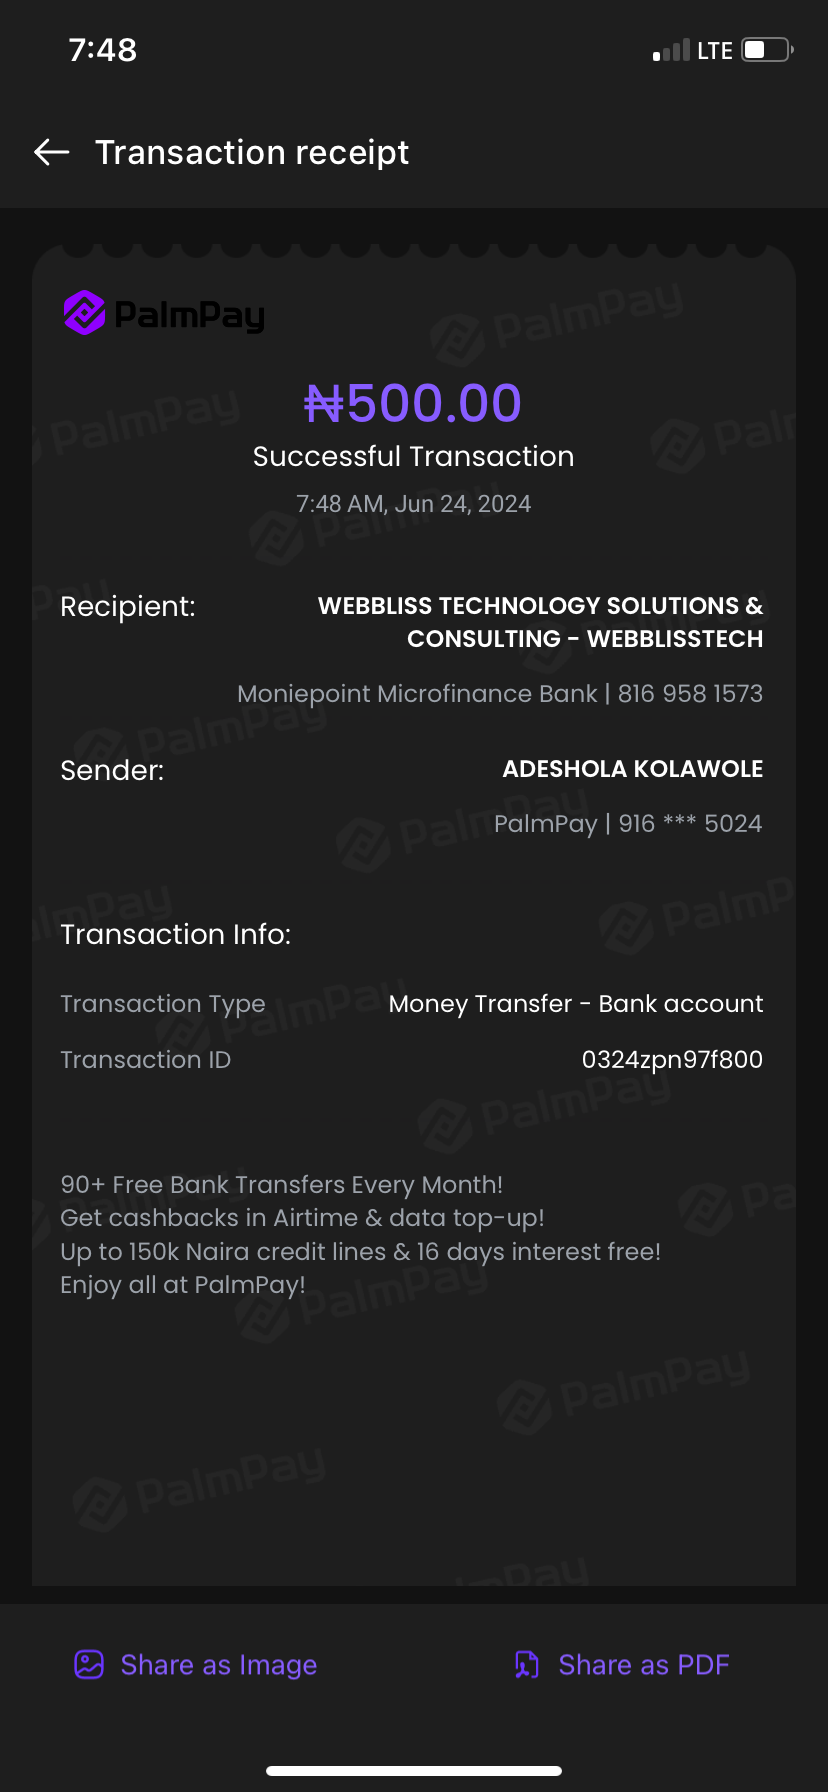 7:48
LTE
Transaction receipt
PalmPay
₦500.00
Successful Transaction
7:48 AM, Jun 24, 2024
Recipient:
WEBBLISS TECHNOLOGY SOLUTIONS &
CONSULTING - WEBBLISSTECH
Moniepoint Microfinance Bank | 816 958 1573
Sender:
ADESHOLA KOLAWOLE
PalmPay | 916 *** 5024
Transaction Info:
Transaction Type
Money Transfer - Bank account
Transaction ID
0324zpn97f800
90+ Free Bank Transfers Every Month!
Get cashbacks in Airtime & data top-up!
Up to 150k Naira credit lines & 16 days interest free!
Enjoy all at PalmPay!
Share as Image
Share as PDF